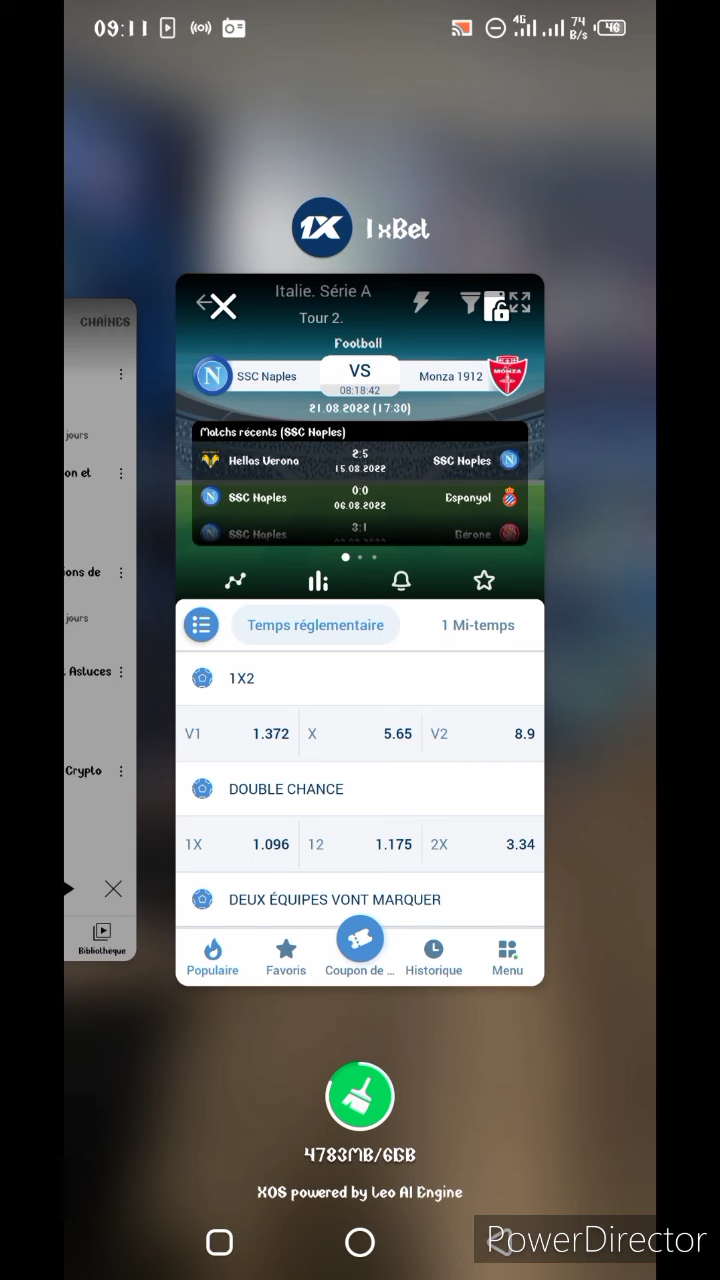 09:11
4G 74 B/s 46
1X 1xBet
CHAÎNES
Italie. Série A
Tour 2.
Football
SSC Naples VS Monza 1912
08:18:42
21.08.2022 (17:30)
Matchs récents (SSC Naples)
Hellas Verona 2:5 SSC Naples
15.08.2022
SSC Naples 0:0 Espanyol
06.08.2022
SSC Naples 3:1 Gérone
jours
on et
ions de
jours
Astuces
Crypto
Bibliothèque
Temps réglementaire 1 Mi-temps
1X2
V1 1.372 X 5.65 V2 8.9
DOUBLE CHANCE
1X 1.096 12 1.175 2X 3.34
DEUX ÉQUIPES VONT MARQUER
Populaire Favoris Coupon de ... Historique Menu
4783MB/6GB
XOS powered by Leo AI Engine
PowerDirector